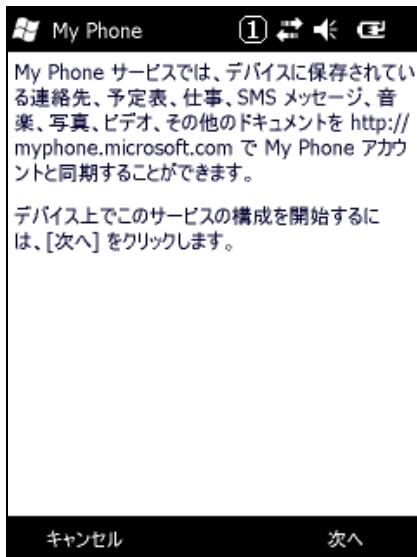 My Phone
My Phone サービスでは、デバイスに保存されてい
る連絡先、予定表、仕事、SMS メッセージ、音
楽、写真、ビデオ、その他のドキュメントを http://
myphone.microsoft.com で My Phone アカウ
ントと同期することができます。
デバイス上でこのサービスの構成を開始するに
は、[次へ] をクリックします。
キャンセル 次へ